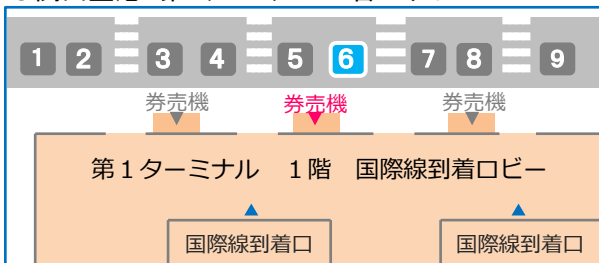 1 2 3 4 5 6 7 8 9
券売機 券売機 券売機
第1ターミナル 1階 国際線到着ロビー
国際線到着口 国際線到着口